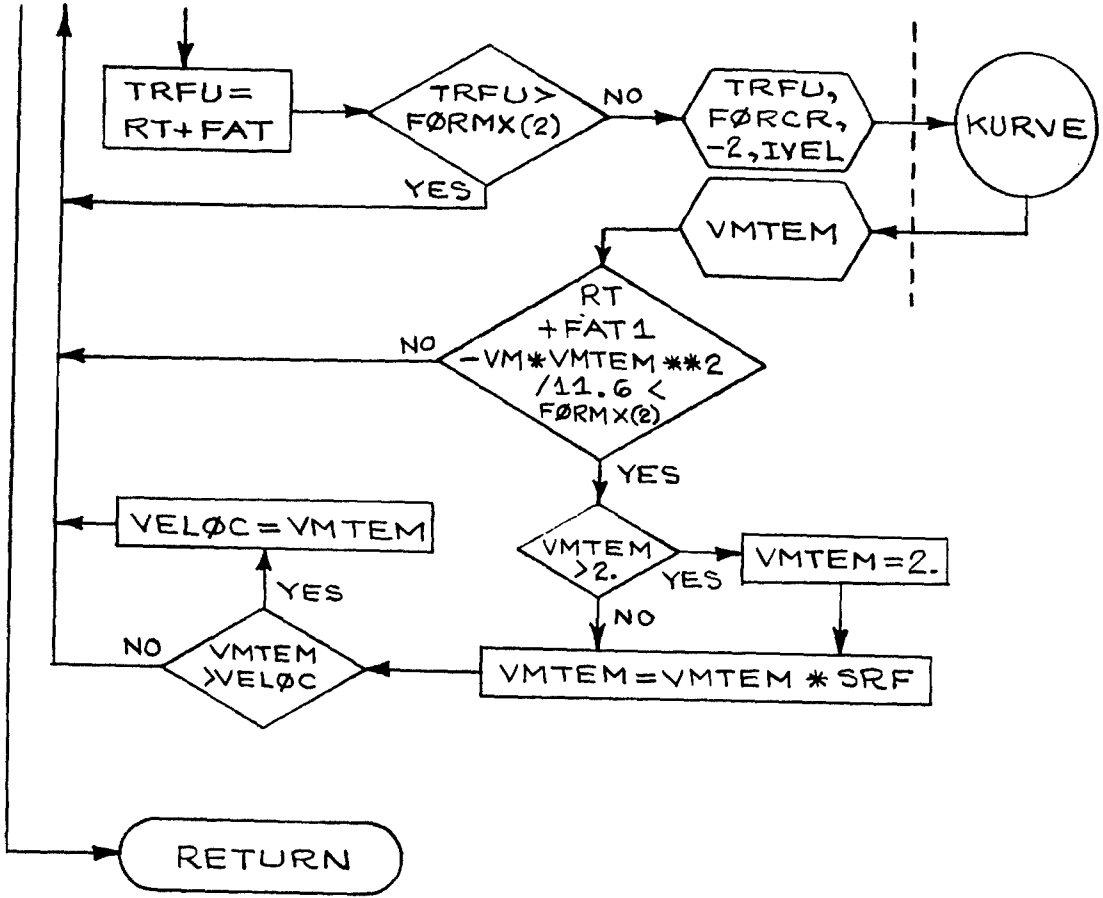 TRFU=
RT+FAT
TRFU>
FØRMX(2)
NO
YES
TRFU,
FØRCR,
-2,IVEL
KURVE
VMTEM
RT
+FAT1
-VM*VMTEM**2
/11.6 <
FØRMX(2)
NO
YES
VMTEM
>2.
YES
NO
VMTEM=2.
VMTEM=VMTEM*SRF
VMTEM
>VELØC
YES
NO
VELØC=VMTEM
RETURN